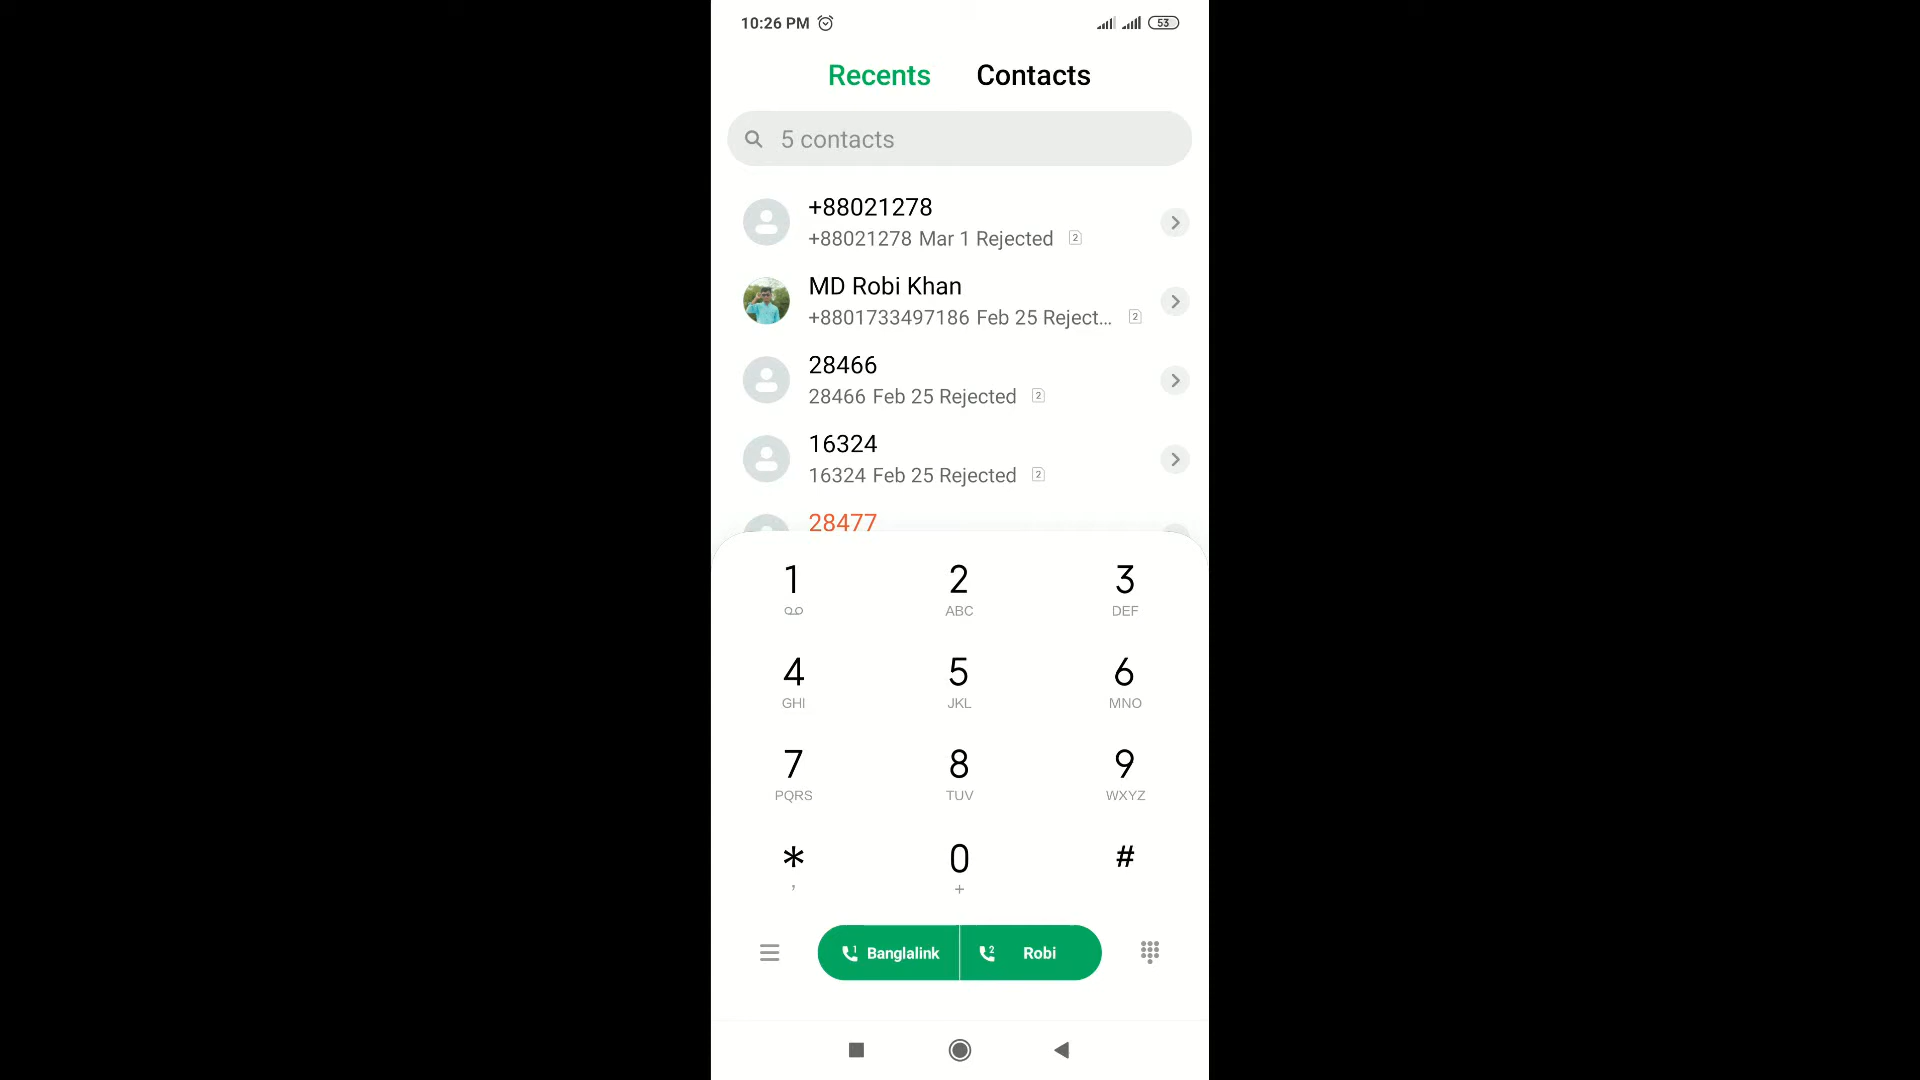 10:26 PM
53
Recents Contacts
5 contacts
+88021278
+88021278 Mar 1 Rejected 2
MD Robi Khan
+8801733497186 Feb 25 Reject... 2
28466
28466 Feb 25 Rejected 2
16324
16324 Feb 25 Rejected 2
28477
1 2 3
ABC DEF
4 5 6
GHI JKL MNO
7 8 9
PQRS TUV WXYZ
* 0 #
, +
1 Banglalink 2 Robi